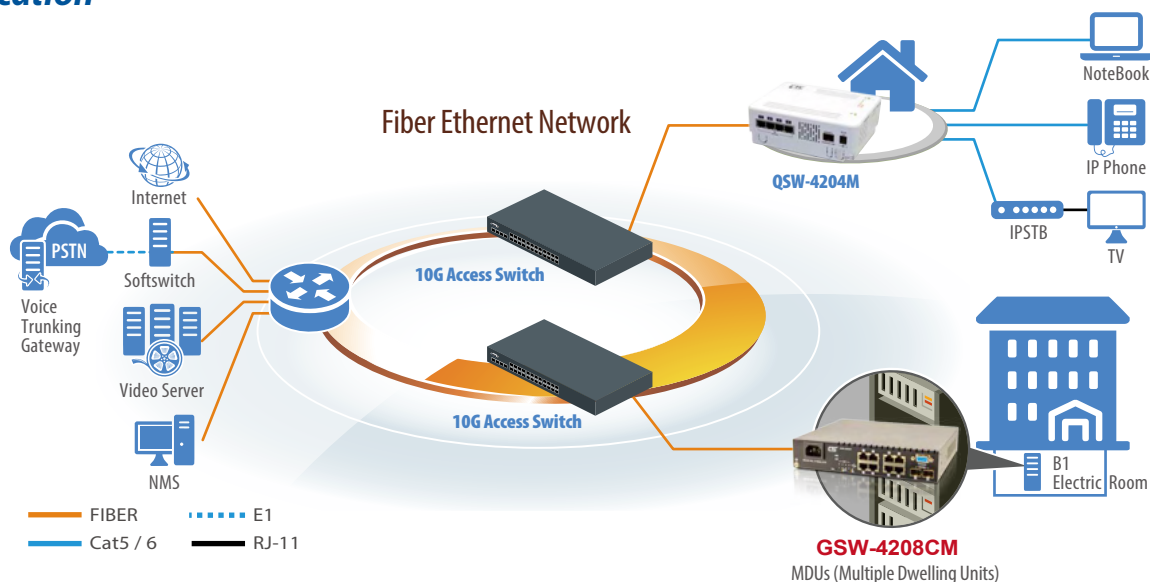 Fiber Ethernet Network
Internet
PSTN
Softswitch
Voice
Trunking
Gateway
Video Server
NMS
10G Access Switch
10G Access Switch
QSW-4204M
NoteBook
IP Phone
IPSTB
TV
B1
Electric Room
GSW-4208CM
MDUs (Multiple Dwelling Units)
FIBER
E1
Cat5 / 6
RJ-11